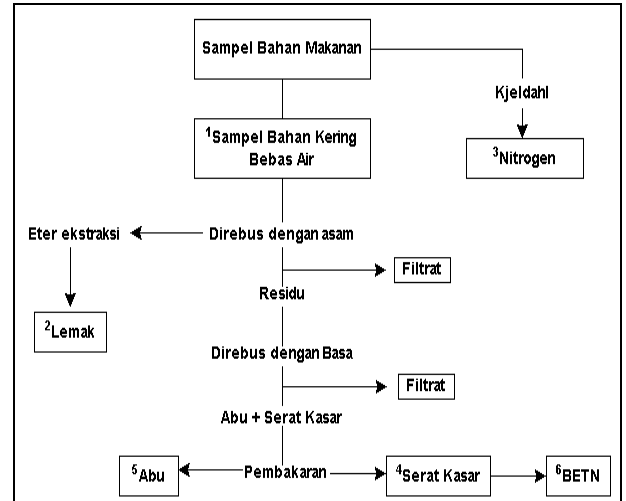 Sampel Bahan Makanan
Kjeldahl
¹Sampel Bahan Kering
Bebas Air
³Nitrogen
Eter ekstraksi
Direbus dengan asam
Filtrat
Residu
²Lemak
Direbus dengan Basa
Filtrat
Abu + Serat Kasar
⁵Abu
Pembakaran
⁴Serat Kasar
⁶BETN